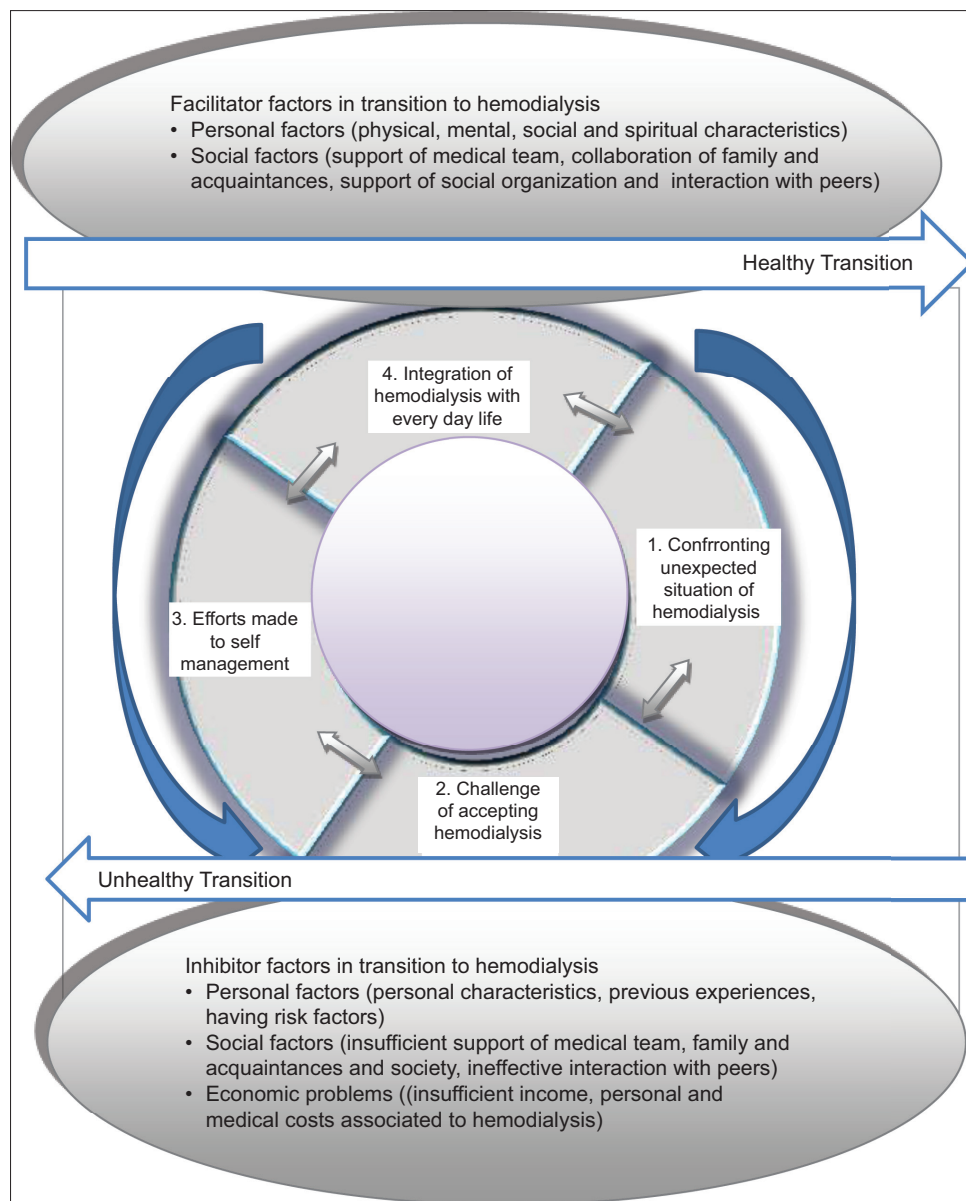 Facilitator factors in transition to hemodialysis
• Personal factors (physical, mental, social and spiritual characteristics)
• Social factors (support of medical team, collaboration of family and
acquaintances, support of social organization and interaction with peers)
Healthy Transition
4. Integration of
hemodialysis with
every day life
1. Confrronting
unexpected
situation of
hemodialysis
3. Efforts made
to self
management
2. Challenge
of accepting
hemodialysis
Unhealthy Transition
Inhibitor factors in transition to hemodialysis
• Personal factors (personal characteristics, previous experiences,
having risk factors)
• Social factors (insufficient support of medical team, family and
acquaintances and society, ineffective interaction with peers)
• Economic problems ((insufficient income, personal and
medical costs associated to hemodialysis)